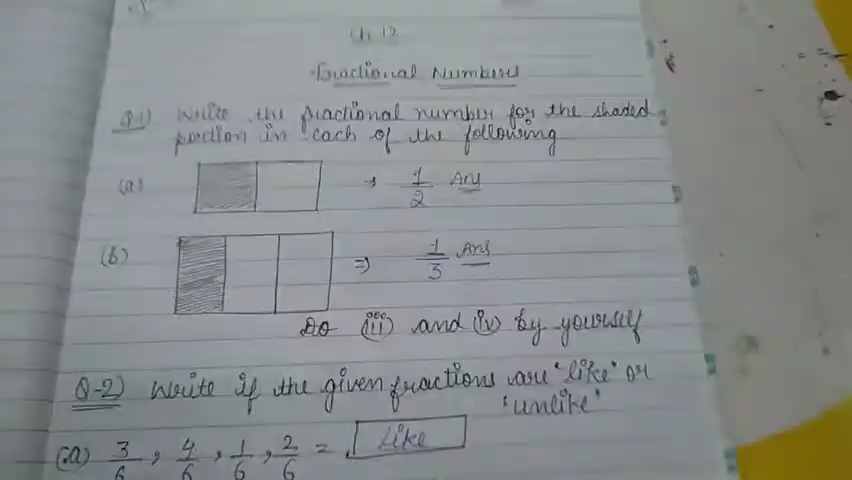 Ch. 12
Fractional Numbers
Q-1) Write the fractional number for the shaded
portion in each of the following
(a) ⇒ 1/2 Ans
(b) ⇒ 1/3 Ans
Do (iii) and (iv) by yourself
Q-2) Write if the given fractions are 'like' or
'unlike'
(a) 3/6, 4/6, 1/6, 2/6 = Like